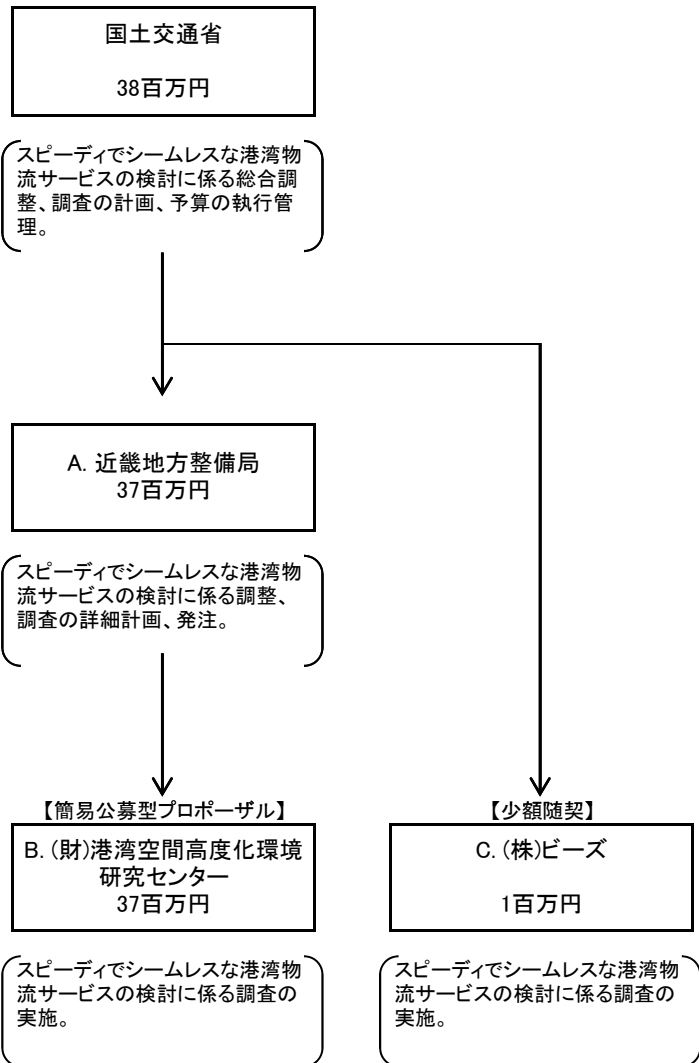 国土交通省
38百万円
スピーディでシームレスな港湾物
流サービスの検討に係る総合調
整、調査の計画、予算の執行管
理。
A. 近畿地方整備局
37百万円
スピーディでシームレスな港湾物
流サービスの検討に係る調整、
調査の詳細計画、発注。
【簡易公募型プロポーザル】
B. (財)港湾空間高度化環境
研究センター
37百万円
スピーディでシームレスな港湾物
流サービスの検討に係る調査の
実施。
【少額随契】
C. (株)ビーズ
1百万円
スピーディでシームレスな港湾物
流サービスの検討に係る調査の
実施。